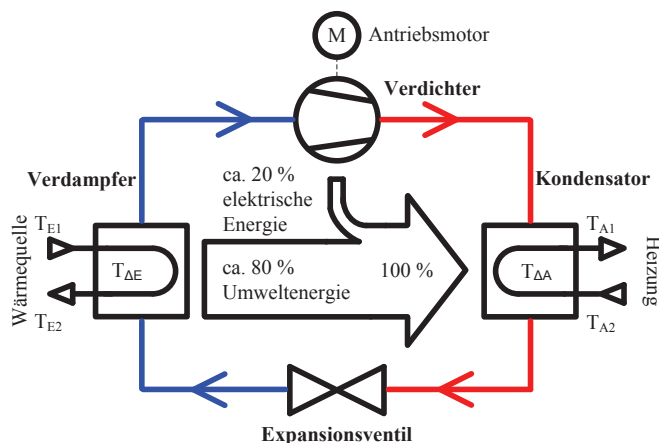 M
Antriebsmotor
Verdichter
Verdampfer
ca. 20 %
elektrische
Energie
Kondensator
Wärmequelle
TE1
TΔE
TE2
ca. 80 %
Umweltenergie
100 %
TA1
TΔA
TA2
Heizung
Expansionsventil